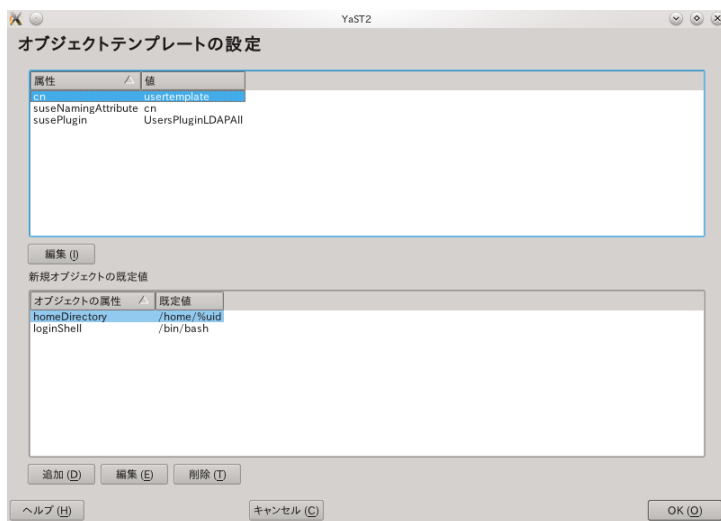 YaST2
オブジェクトテンプレートの設定
属性 値
cn usertemplate
suseNamingAttribute cn
susePlugin UsersPluginLDAPAll
編集 (I)
新規オブジェクトの既定値
オブジェクトの属性 既定値
homeDirectory /home/%uid
loginShell /bin/bash
追加 (D) 編集 (E) 削除 (T)
ヘルプ (H) キャンセル (C) OK (O)